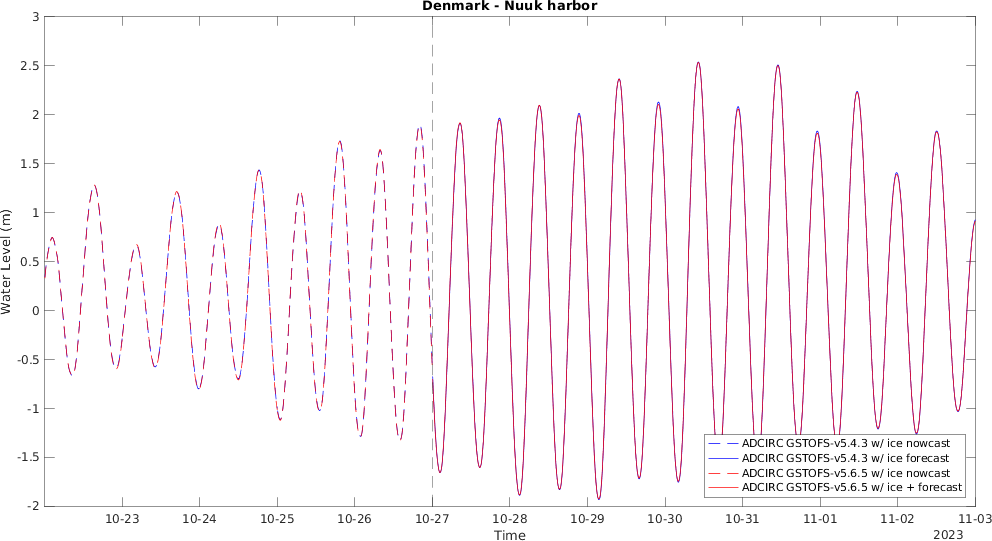 Denmark - Nuuk harbor
3
2.5
2
1.5
1
0.5
0
-0.5
-1
-1.5
-2
Water Level (m)
ADCIRC GSTOFS-v5.4.3 w/ ice nowcast
ADCIRC GSTOFS-v5.4.3 w/ ice forecast
ADCIRC GSTOFS-v5.6.5 w/ ice nowcast
ADCIRC GSTOFS-v5.6.5 w/ ice + forecast
10-23 10-24 10-25 10-26 10-27 10-28 10-29 10-30 10-31 11-01 11-02 11-03
Time
2023